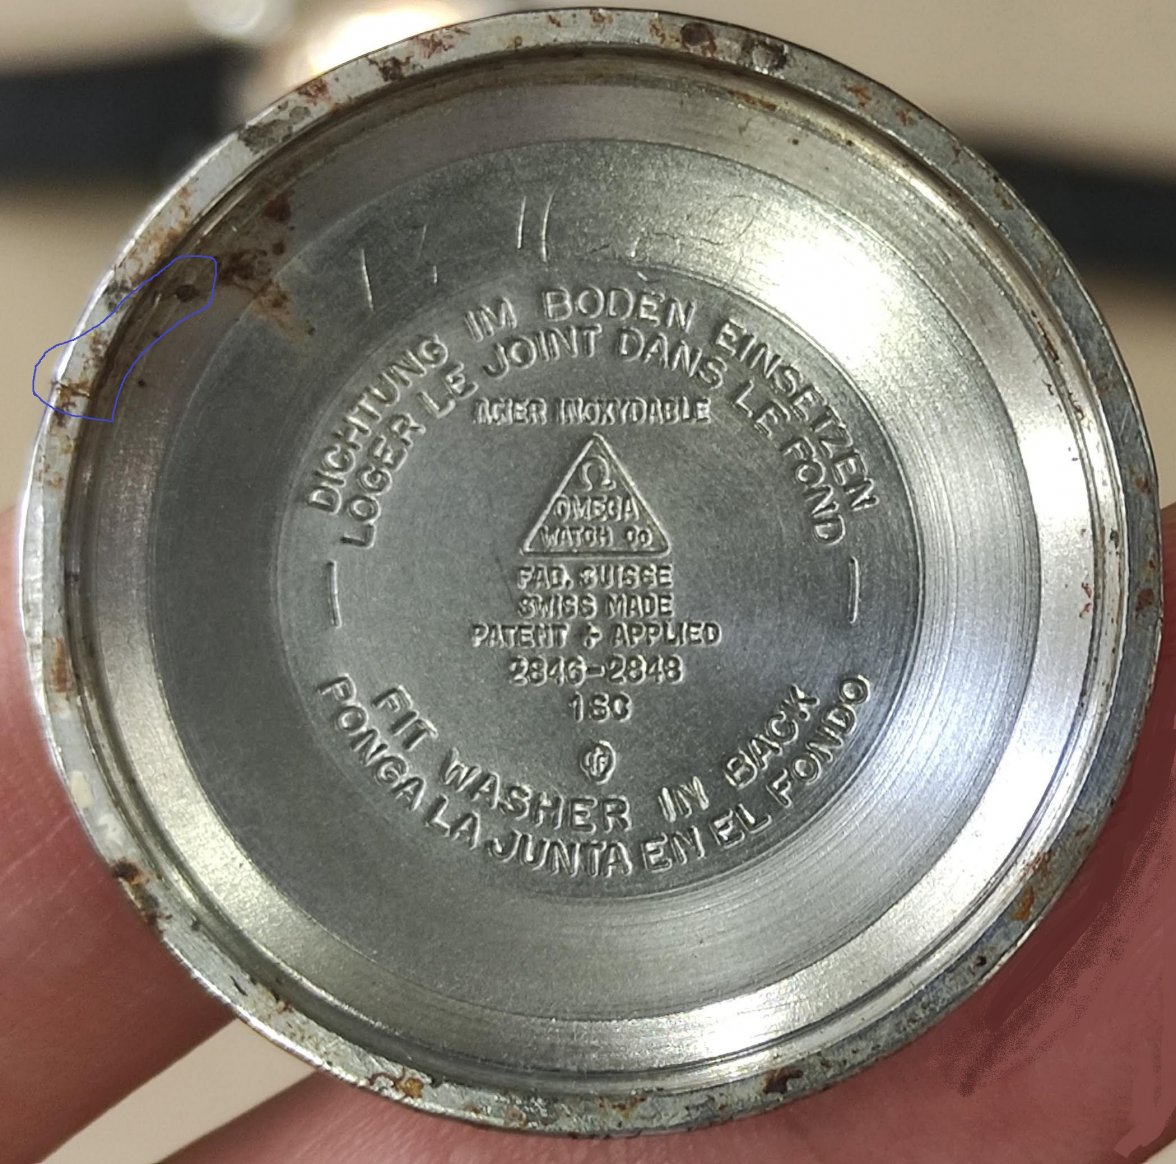 DICHTUNG IM BODEN EINSETZEN
LOGER LE JOINT DANS LE FOND
ACIER INOXYDABLE
Ω
OMEGA
WATCH CO
FAB. SUISSE
SWISS MADE
PATENT + APPLIED
2846-2848
1SC
FIT WASHER IN BACK
PONGA LA JUNTA EN EL FONDO